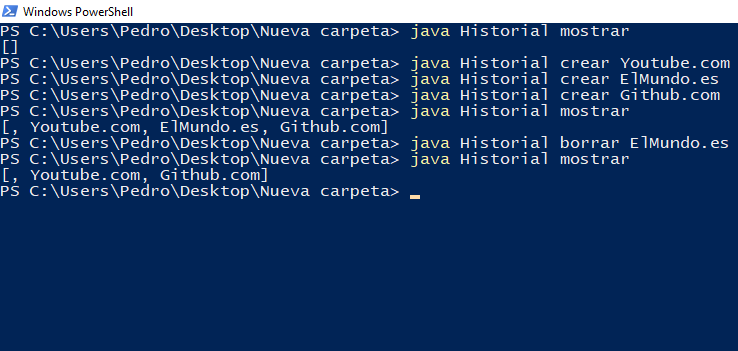 Windows PowerShell
PS C:\Users\Pedro\Desktop\Nueva carpeta> java Historial mostrar
[]
PS C:\Users\Pedro\Desktop\Nueva carpeta> java Historial crear Youtube.com
PS C:\Users\Pedro\Desktop\Nueva carpeta> java Historial crear ElMundo.es
PS C:\Users\Pedro\Desktop\Nueva carpeta> java Historial crear Github.com
PS C:\Users\Pedro\Desktop\Nueva carpeta> java Historial mostrar
[, Youtube.com, ElMundo.es, Github.com]
PS C:\Users\Pedro\Desktop\Nueva carpeta> java Historial borrar ElMundo.es
PS C:\Users\Pedro\Desktop\Nueva carpeta> java Historial mostrar
[, Youtube.com, Github.com]
PS C:\Users\Pedro\Desktop\Nueva carpeta>